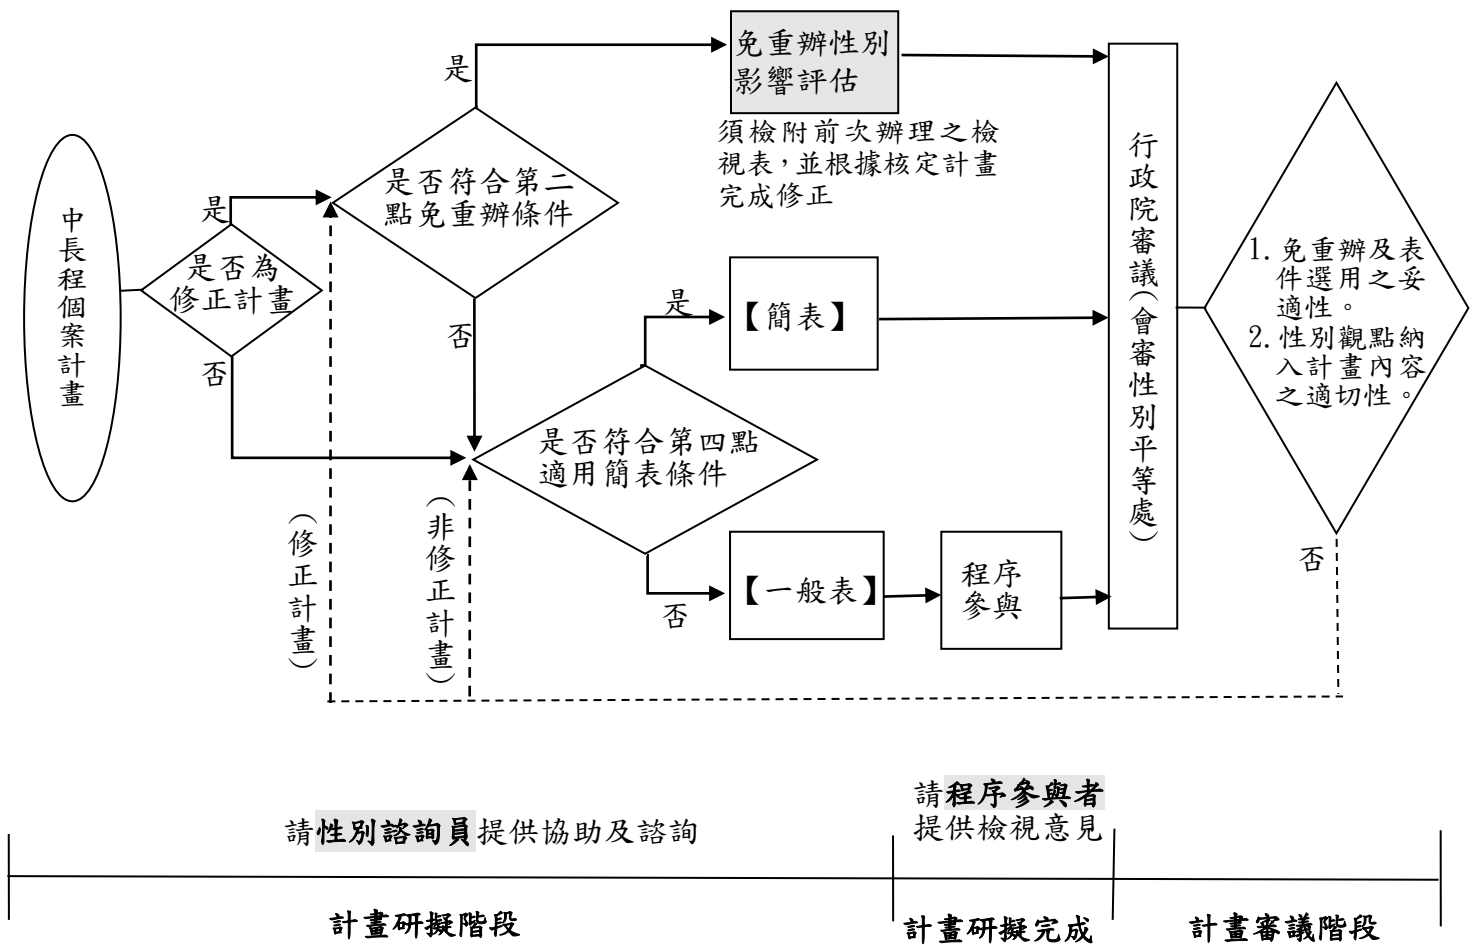 中長程個案計畫
是否為
修正計畫
是
否
是否符合第二
點免重辦條件
是
否
免重辦性別
影響評估
須檢附前次辦理之檢
視表，並根據核定計畫
完成修正
是否符合第四點
適用簡表條件
是
【簡表】
否
【一般表】
程序
參與
行政院審議(會審性別平等處)
1. 免重辦及表
件選用之妥
適性。
2. 性別觀點納
入計畫內容
之適切性。
否
(修正計畫)
(非修正計畫)
請性別諮詢員提供協助及諮詢
請程序參與者
提供檢視意見
計畫研擬階段
計畫研擬完成
計畫審議階段